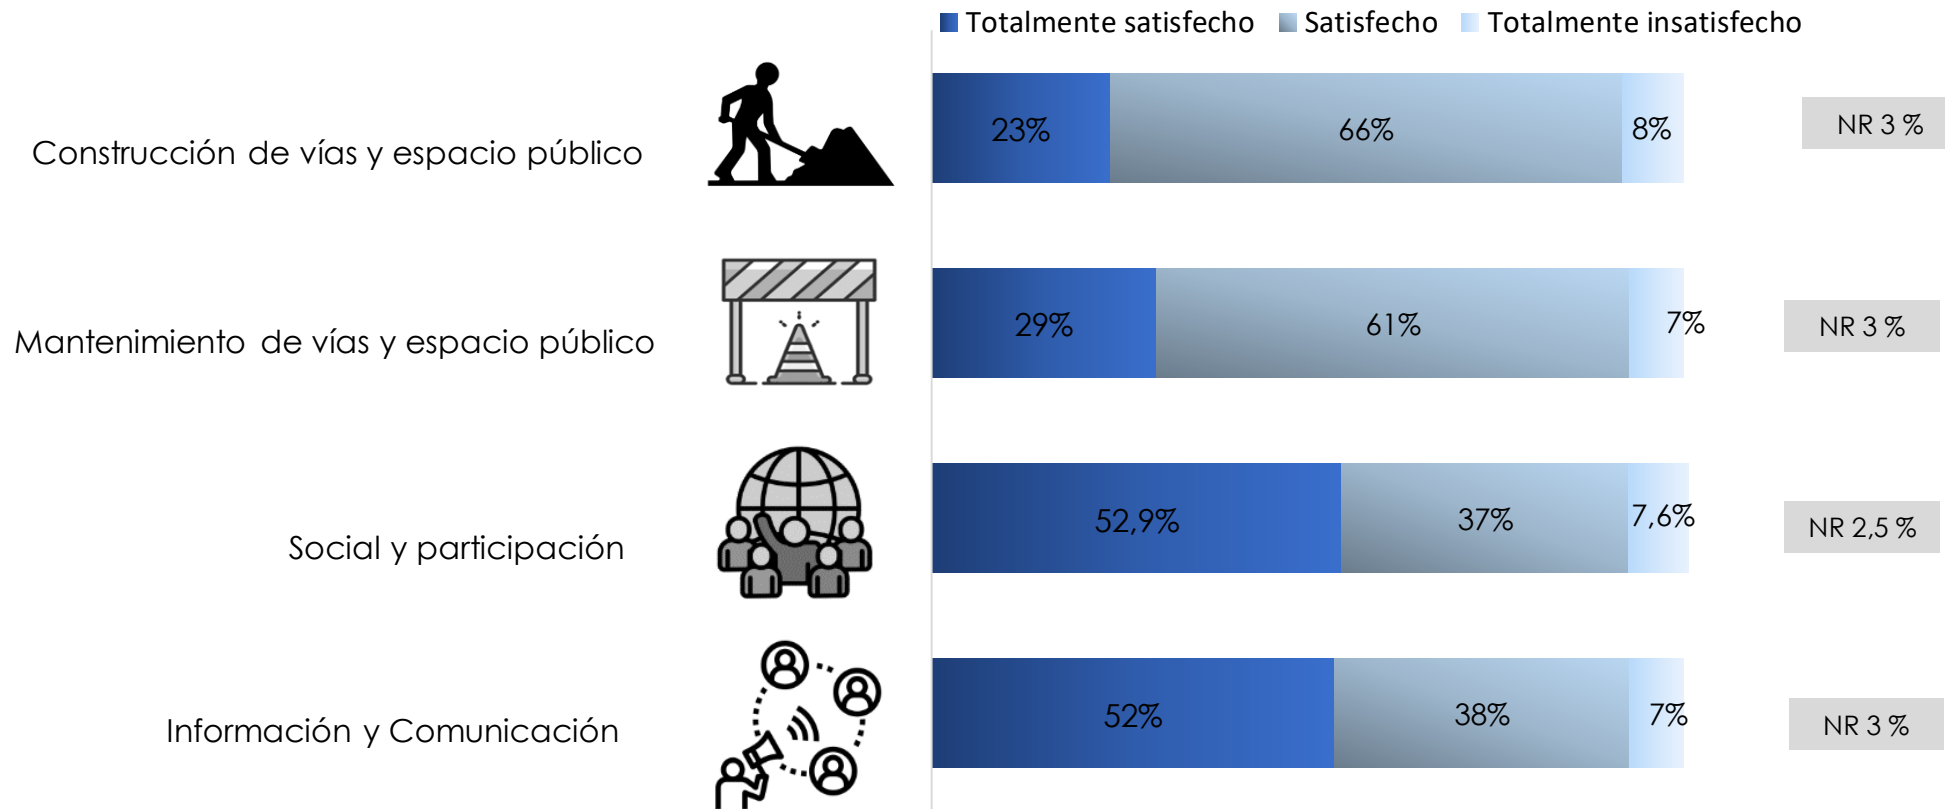 Totalmente satisfecho Satisfecho Totalmente insatisfecho
Construcción de vías y espacio público 23% 66% 8% NR 3 %
Mantenimiento de vías y espacio público 29% 61% 7% NR 3 %
Social y participación 52,9% 37% 7,6% NR 2,5 %
Información y Comunicación 52% 38% 7% NR 3 %